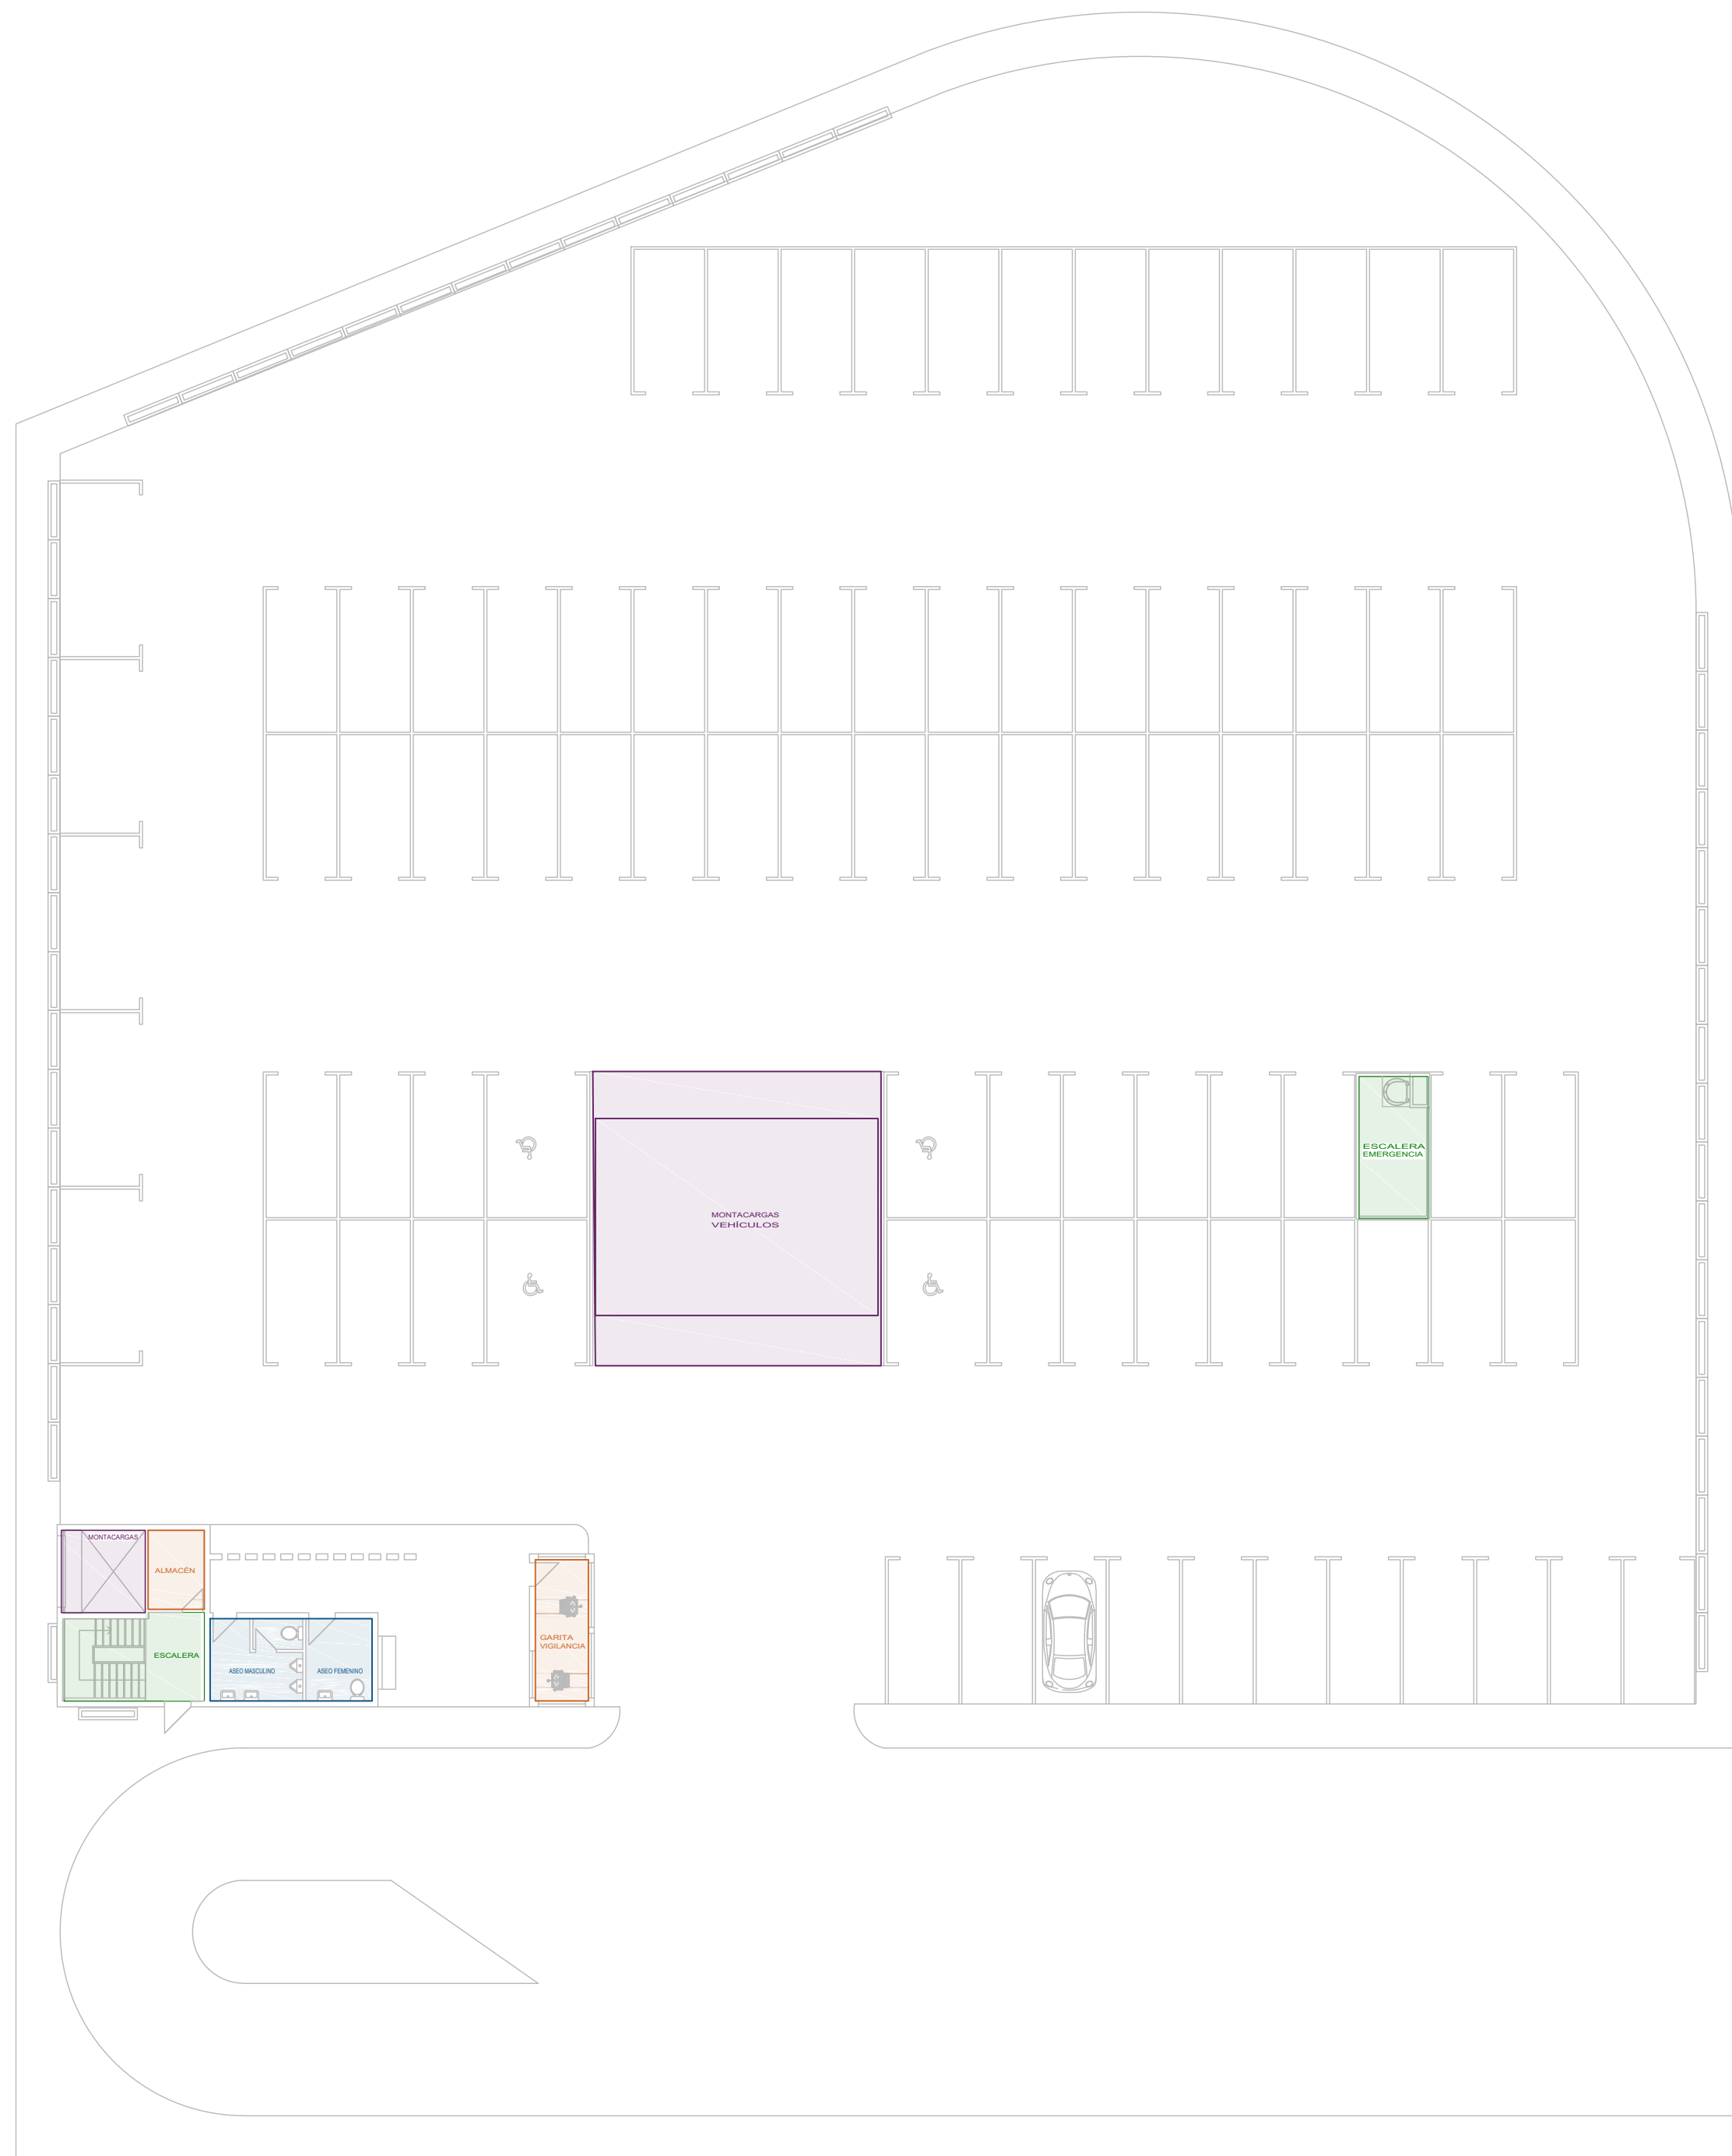 ESCALERA
EMERGENCIA
MONTACARGAS
VEHÍCULOS
MONTACARGAS
ALMACÉN
ESCALERA
ASEO MASCULINO
ASEO FEMENINO
GARITA
VIGILANCIA